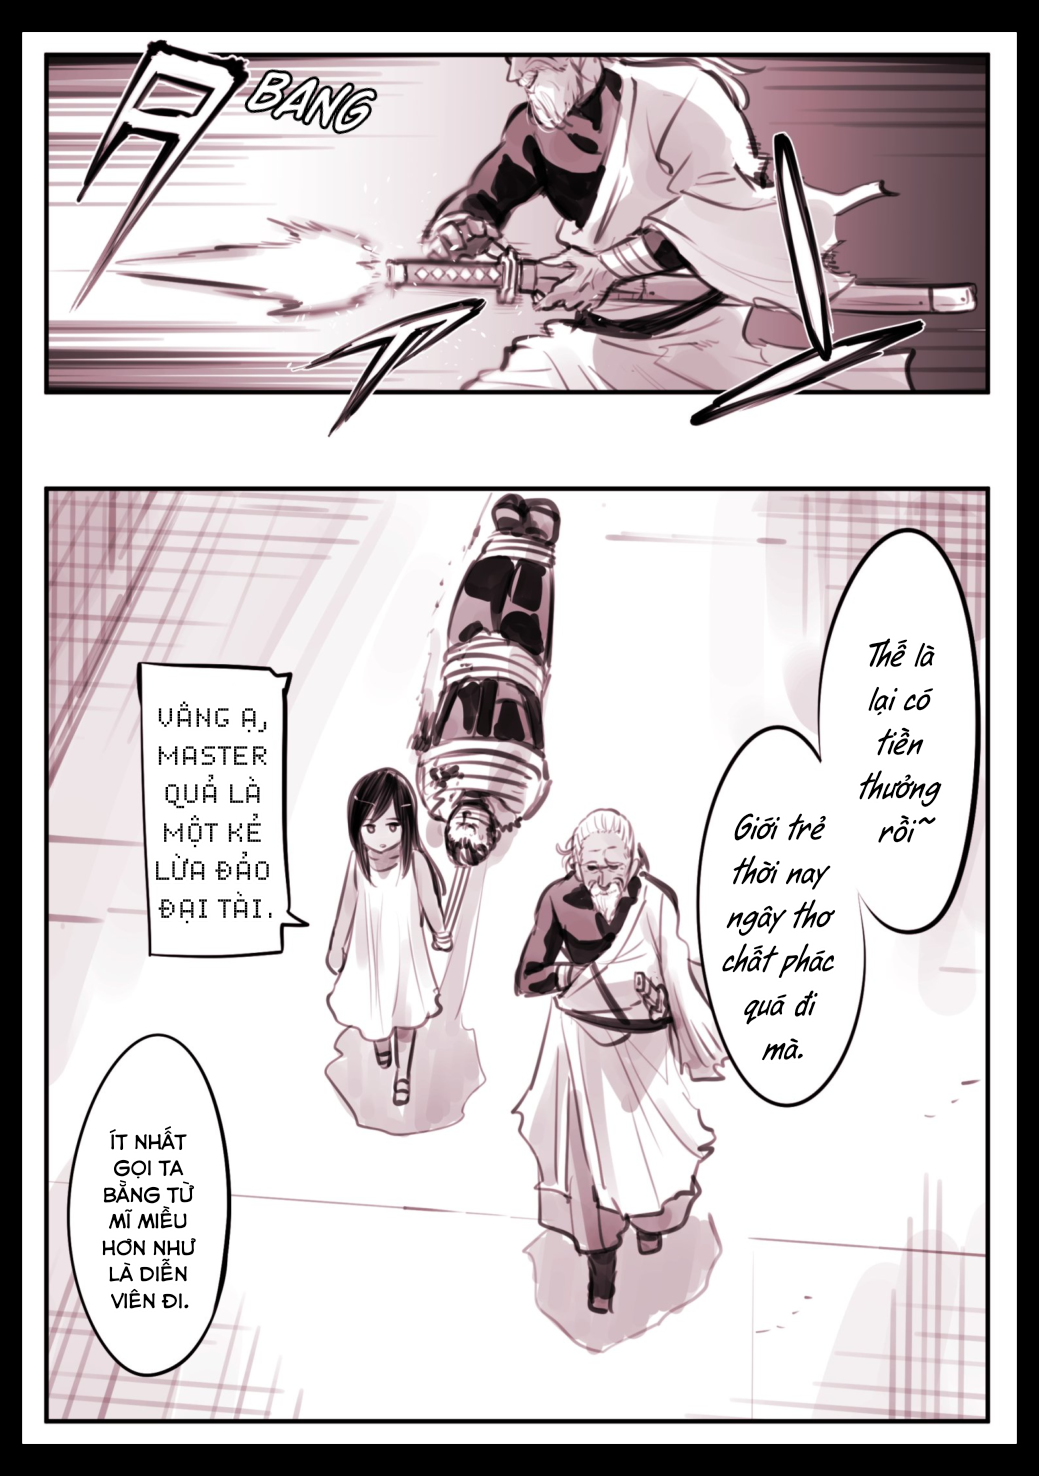 BANG
Thế là
lại có
tiền
thưởng
rồi~
Giới trẻ
thời nay
ngây thơ
chất phác
quá đi
mà.
VÂNG Ạ,
MASTER
QUẢ LÀ
MỘT KẺ
LỪA ĐẢO
ĐẠI TÀI.
ÍT NHẤT
GỌI TA
BẰNG TỪ
MĨ MIỀU
HƠN NHƯ
LÀ DIỄN
VIÊN ĐI.